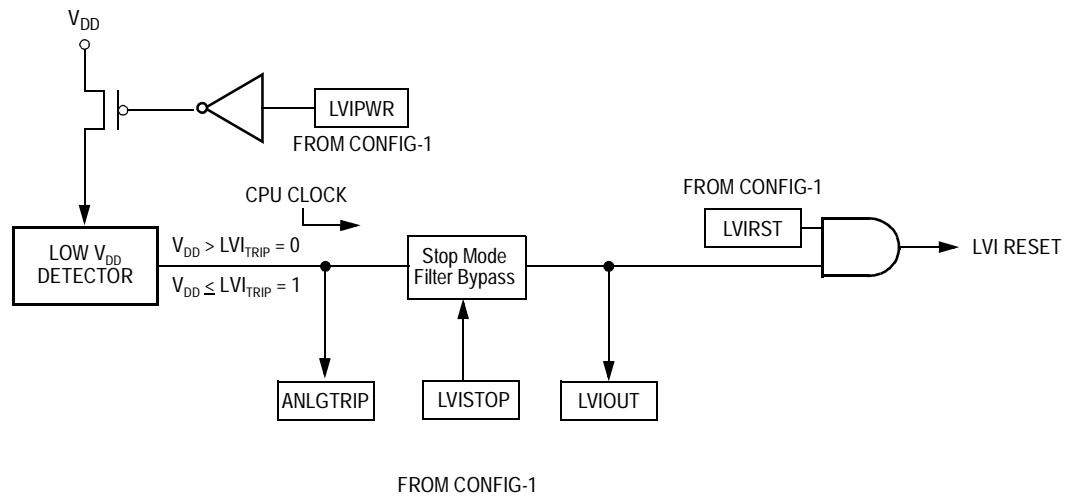 V_DD
LVIPWR
FROM CONFIG-1
CPU CLOCK
FROM CONFIG-1
LVIRST
LOW V_DD
DETECTOR
V_DD > LVI_TRIP = 0
V_DD ≤ LVI_TRIP = 1
Stop Mode
Filter Bypass
LVI RESET
ANLGTRIP
LVISTOP
LVIOUT
FROM CONFIG-1